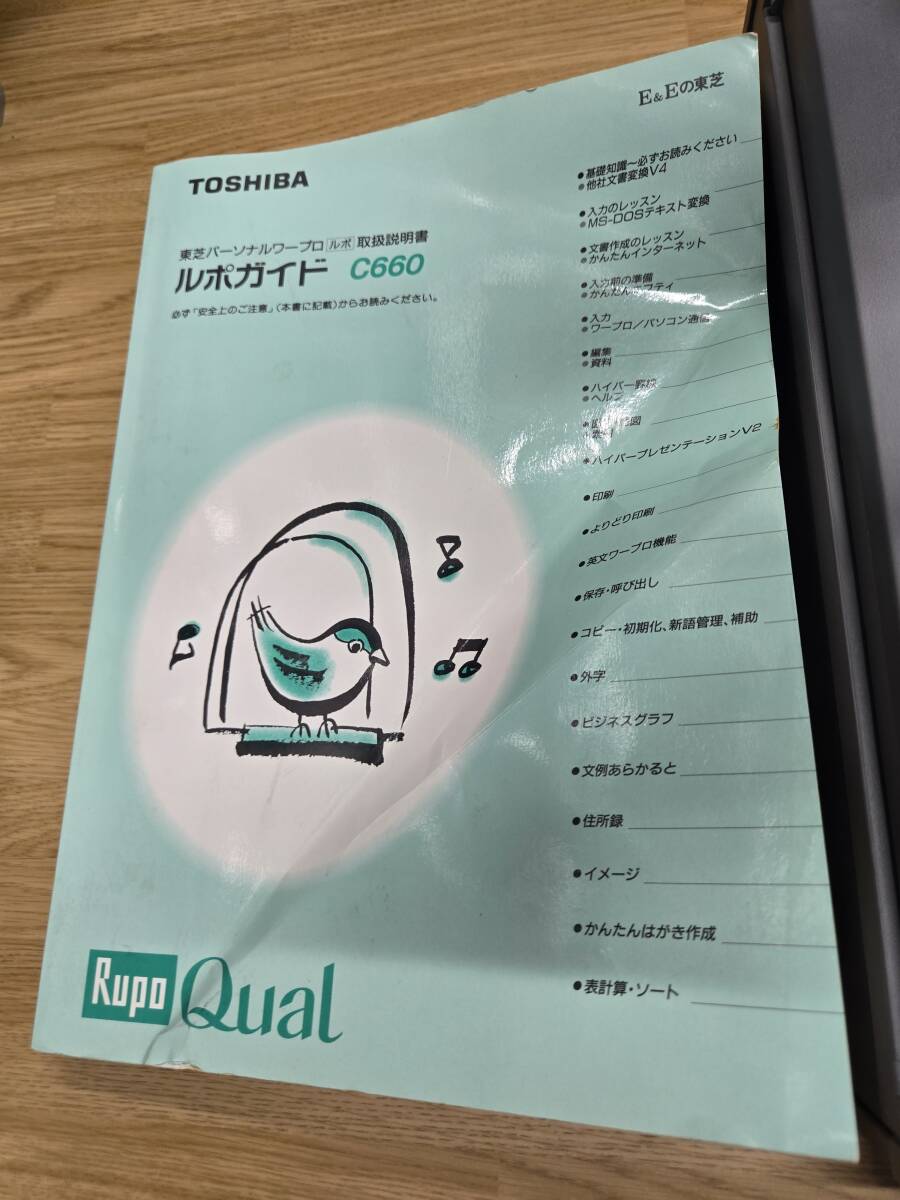 E&Eの東芝
TOSHIBA
東芝パーソナルワープロ ルポ 取扱説明書
ルポガイド C660
必ず「安全上のご注意」(本書に記載)からお読みください。
●基礎知識〜必ずお読みください
●他社文書変換V4
●入力のレッスン
●MS-DOSテキスト変換
●文書作成のレッスン
●かんたんインターネット
●入力前の準備
●かんたん
●入力
●ワープロ/パソコン通信
●編集
●資料
●ハイパー罫線
●ヘルプ
●ハイパープレゼンテーションV2
●印刷
●よりどり印刷
●英文ワープロ機能
●保存・呼び出し
●コピー・初期化、新語管理、補助
●外字
●ビジネスグラフ
●文例あらかると
●住所録
●イメージ
●かんたんはがき作成
●表計算・ソート
Rupo Qual